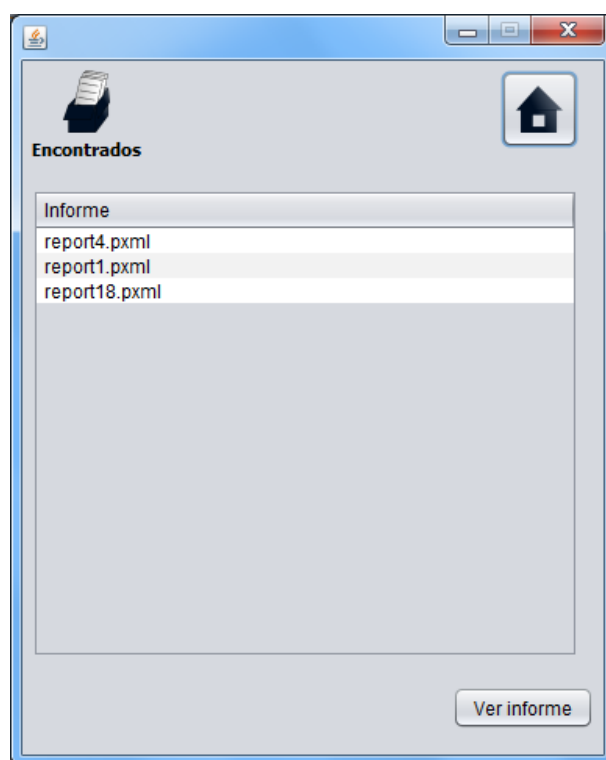 Encontrados
Informe
report4.pxml
report1.pxml
report18.pxml
Ver informe